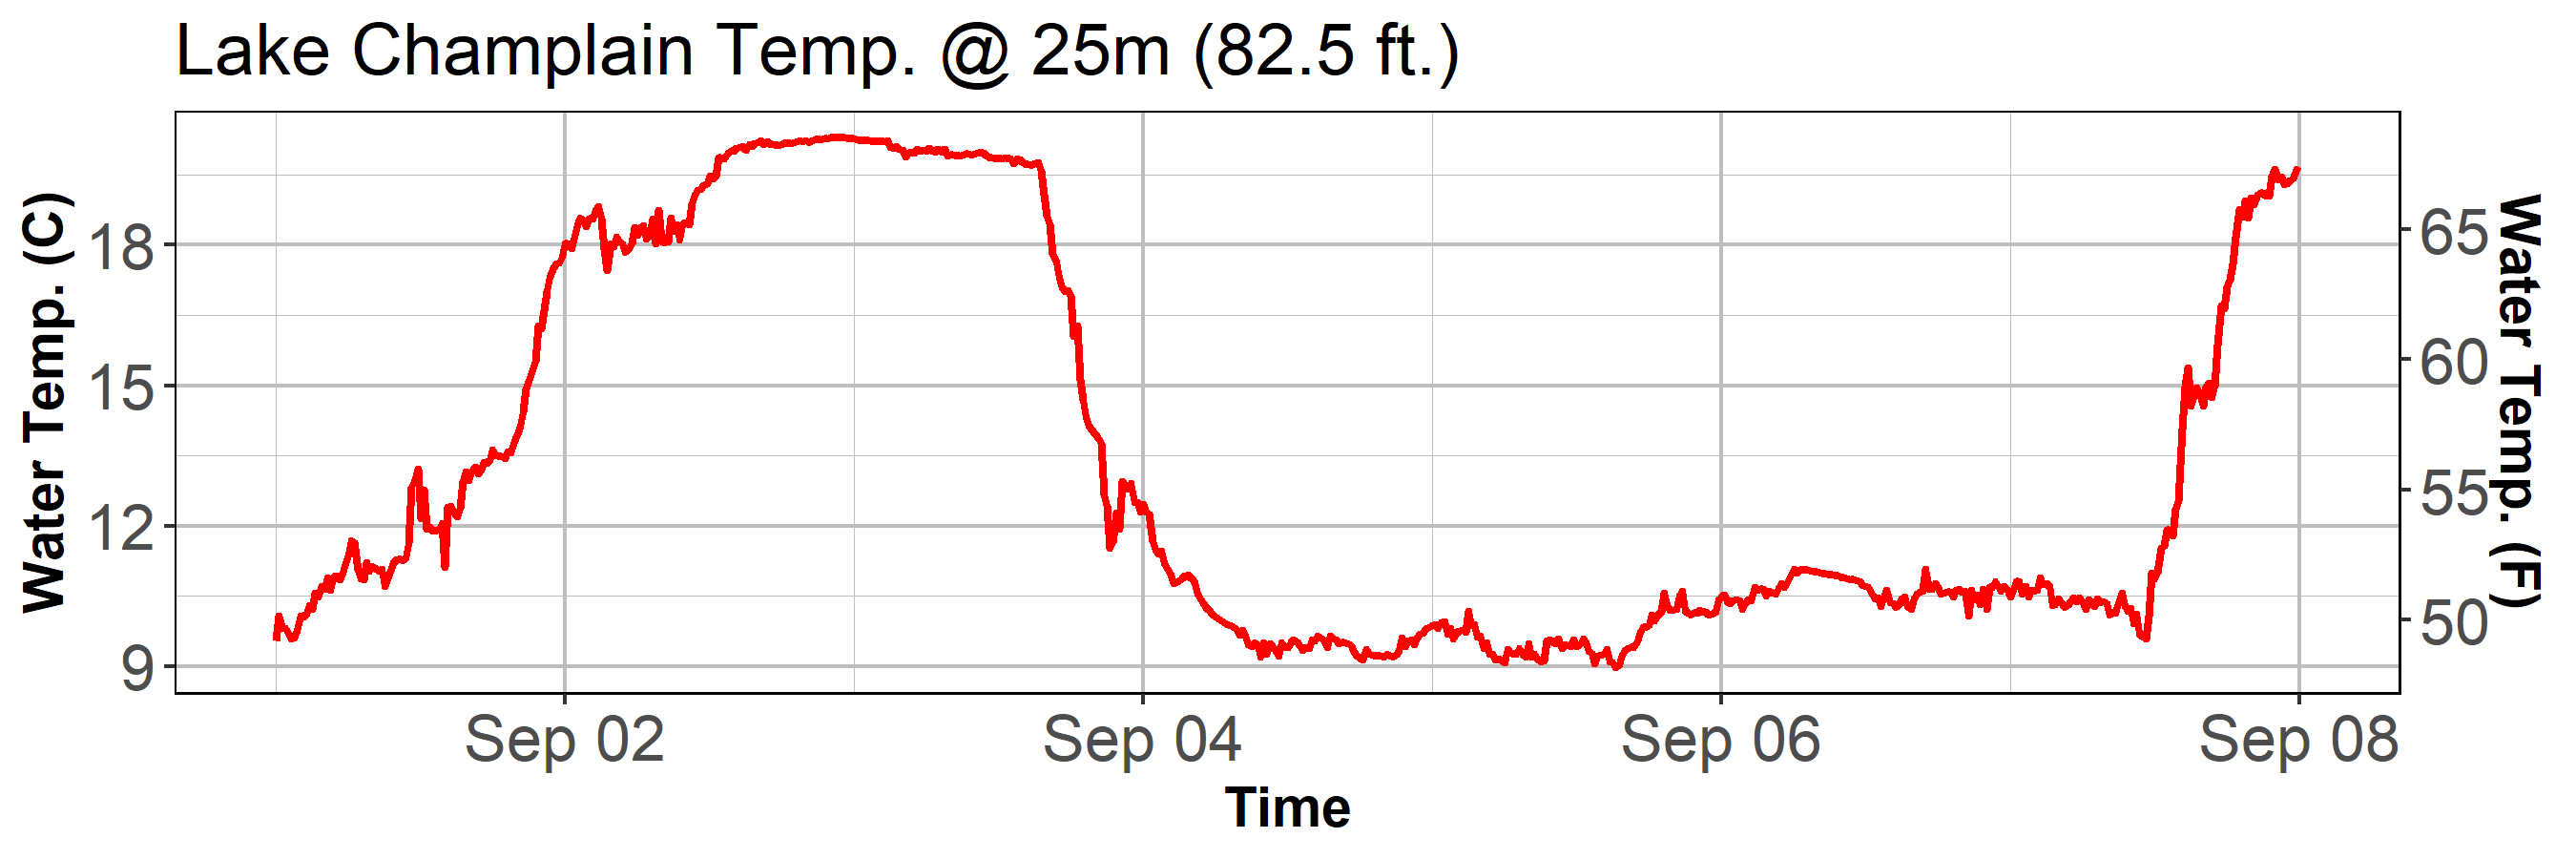 Lake Champlain Temp. @ 25m (82.5 ft.)
Water Temp. (C)
18
15
12
9
65
60
55
50
Water Temp. (F)
Sep 02 Sep 04 Sep 06 Sep 08
Time